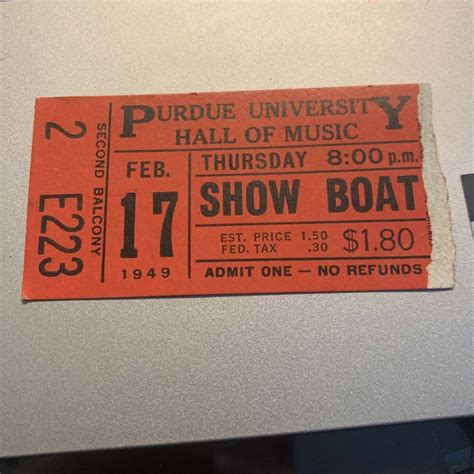 2
SECOND BALCONY
E223
PURDUE UNIVERSITY
HALL OF MUSIC
FEB.
17
1949
THURSDAY 8:00 p.m.
SHOW BOAT
EST. PRICE 1.50
FED. TAX .30
$1.80
ADMIT ONE — NO REFUNDS